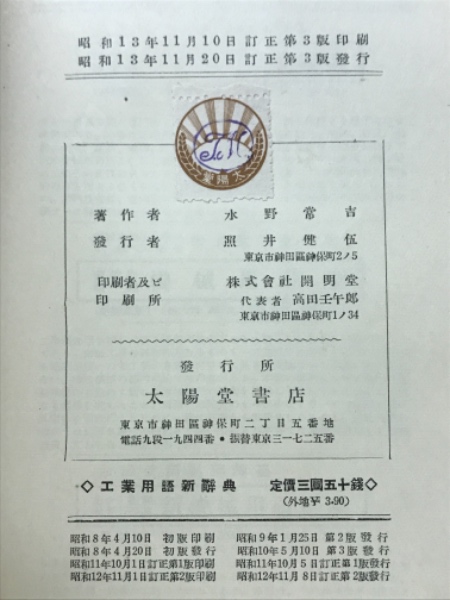 昭和13年11月10日訂正第3版印刷
昭和13年11月20日訂正第3版發行
太陽堂
著作者 水野常吉
發行者 照井健伍
東京市神田區神保町2ノ5
印刷者及ビ 株式會社開明堂
印刷所 代表者 高田壬午郎
東京市神田區神保町1ノ34
發行所
太陽堂書店
東京市神田區神保町二丁目五番地
電話九段一九四四番・振替東京三一七二五番
◇工業用語新辭典 定價三圓五十錢◇
(外地￥3.90)
昭和8年4月10日 初版印刷
昭和8年4月20日 初版發行
昭和11年10月1日訂正第1版印刷
昭和12年11月1日訂正第2版印刷
昭和9年1月25日 第2版發行
昭和10年5月10日 第3版發行
昭和11年10月5日訂正第1版發行
昭和12年11月8日訂正第2版發行